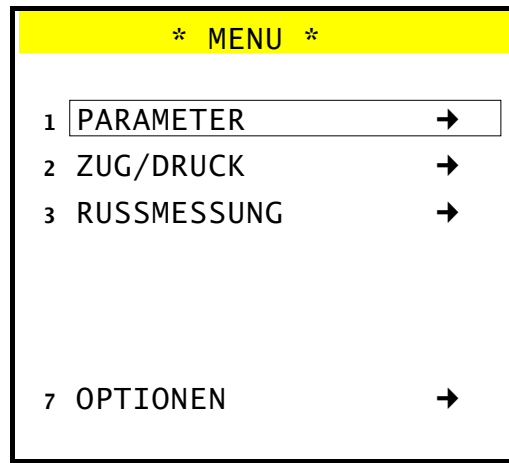 * MENU *
1 PARAMETER →
2 ZUG/DRUCK →
3 RUSSMESSUNG →
7 OPTIONEN →